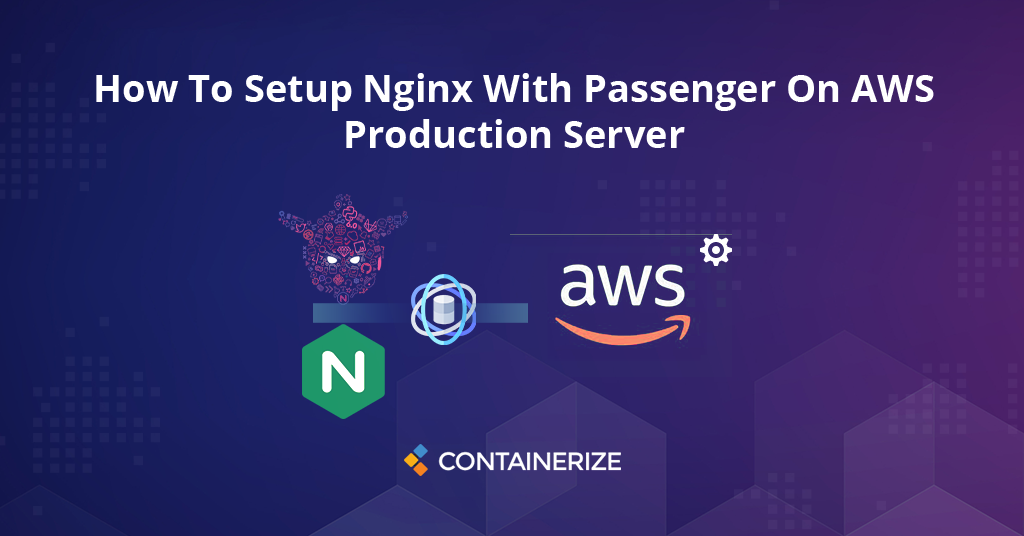 How To Setup Nginx With Passenger On AWS
Production Server
aws
N
CONTAINERIZE